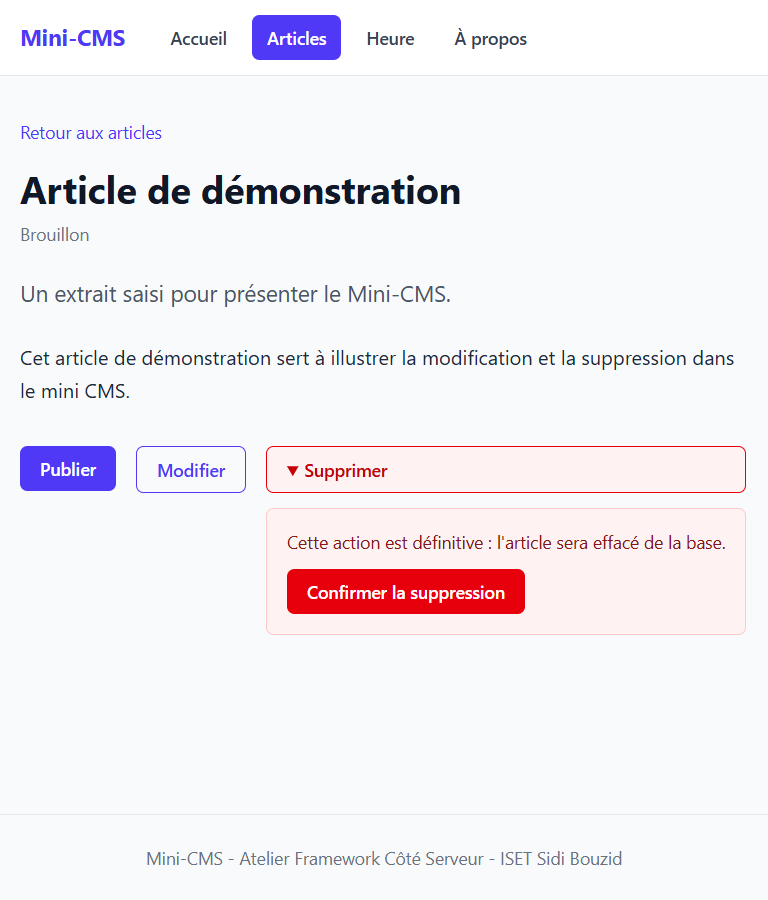 Mini-CMS Accueil Articles Heure À propos
Retour aux articles
Article de démonstration
Brouillon
Un extrait saisi pour présenter le Mini-CMS.
Cet article de démonstration sert à illustrer la modification et la suppression dans
le mini CMS.
Publier Modifier ▼ Supprimer
Cette action est définitive : l'article sera effacé de la base.
Confirmer la suppression
Mini-CMS - Atelier Framework Côté Serveur - ISET Sidi Bouzid